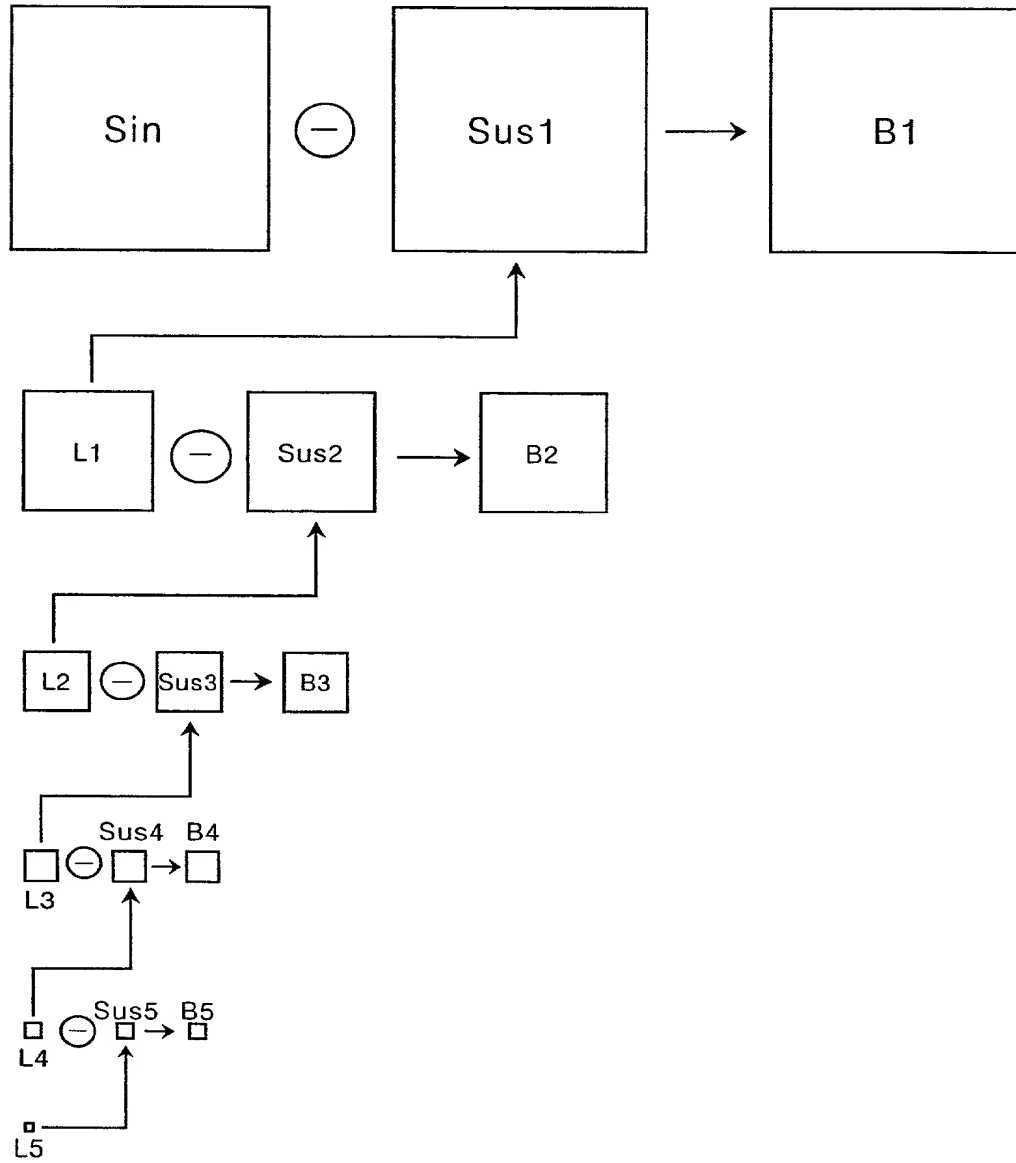 Sin − Sus1 B1
L1 − Sus2 B2
L2 − Sus3 B3
Sus4 B4
−
L3
Sus5 B5
−
L4
L5